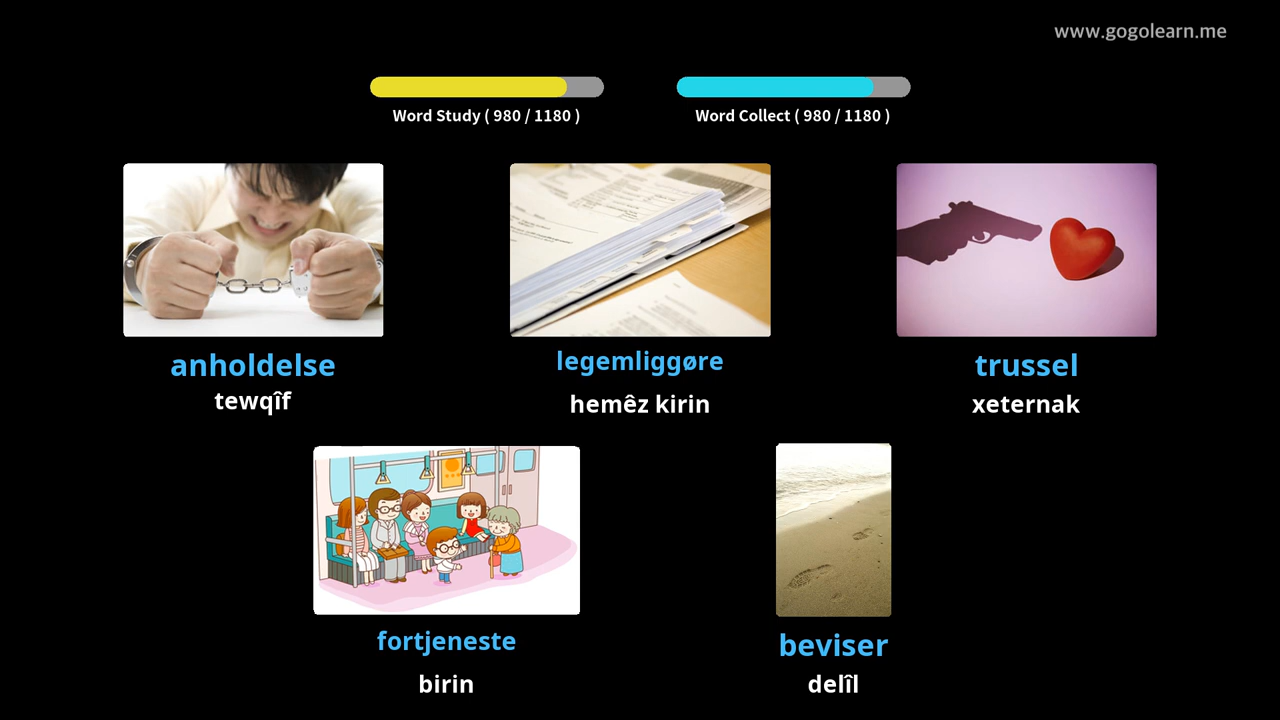 www.gogolearn.me
Word Study ( 980 / 1180 )
Word Collect ( 980 / 1180 )
anholdelse
tewqîf
legemliggøre
hemêz kirin
trussel
xeternak
fortjeneste
birin
beviser
delîl